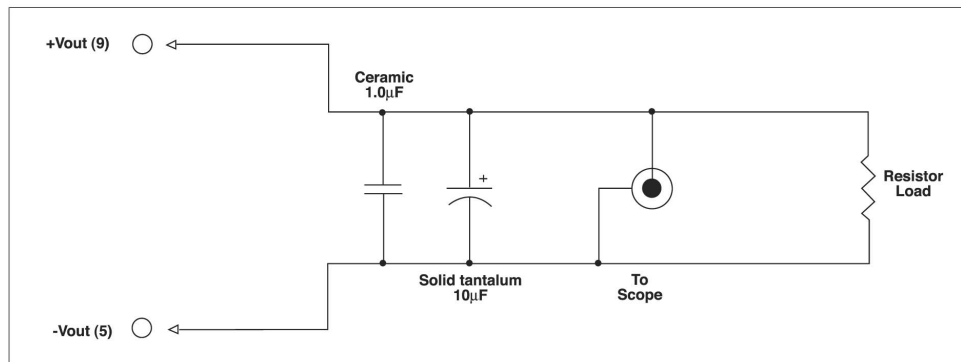 +Vout (9)
Ceramic
1.0μF
+
Resistor
Load
Solid tantalum
10μF
To
Scope
-Vout (5)